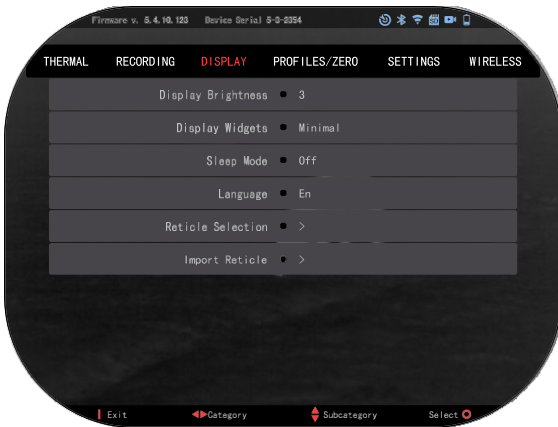 Firmware v. 5.4.10.123 Device Serial 5-3-2354
THERMAL RECORDING DISPLAY PROFILES/ZERO SETTINGS WIRELESS
Display Brightness 3
Display Widgets Minimal
Sleep Mode Off
Language En
Reticle Selection >
Import Reticle >
Exit Category Subcategory Select